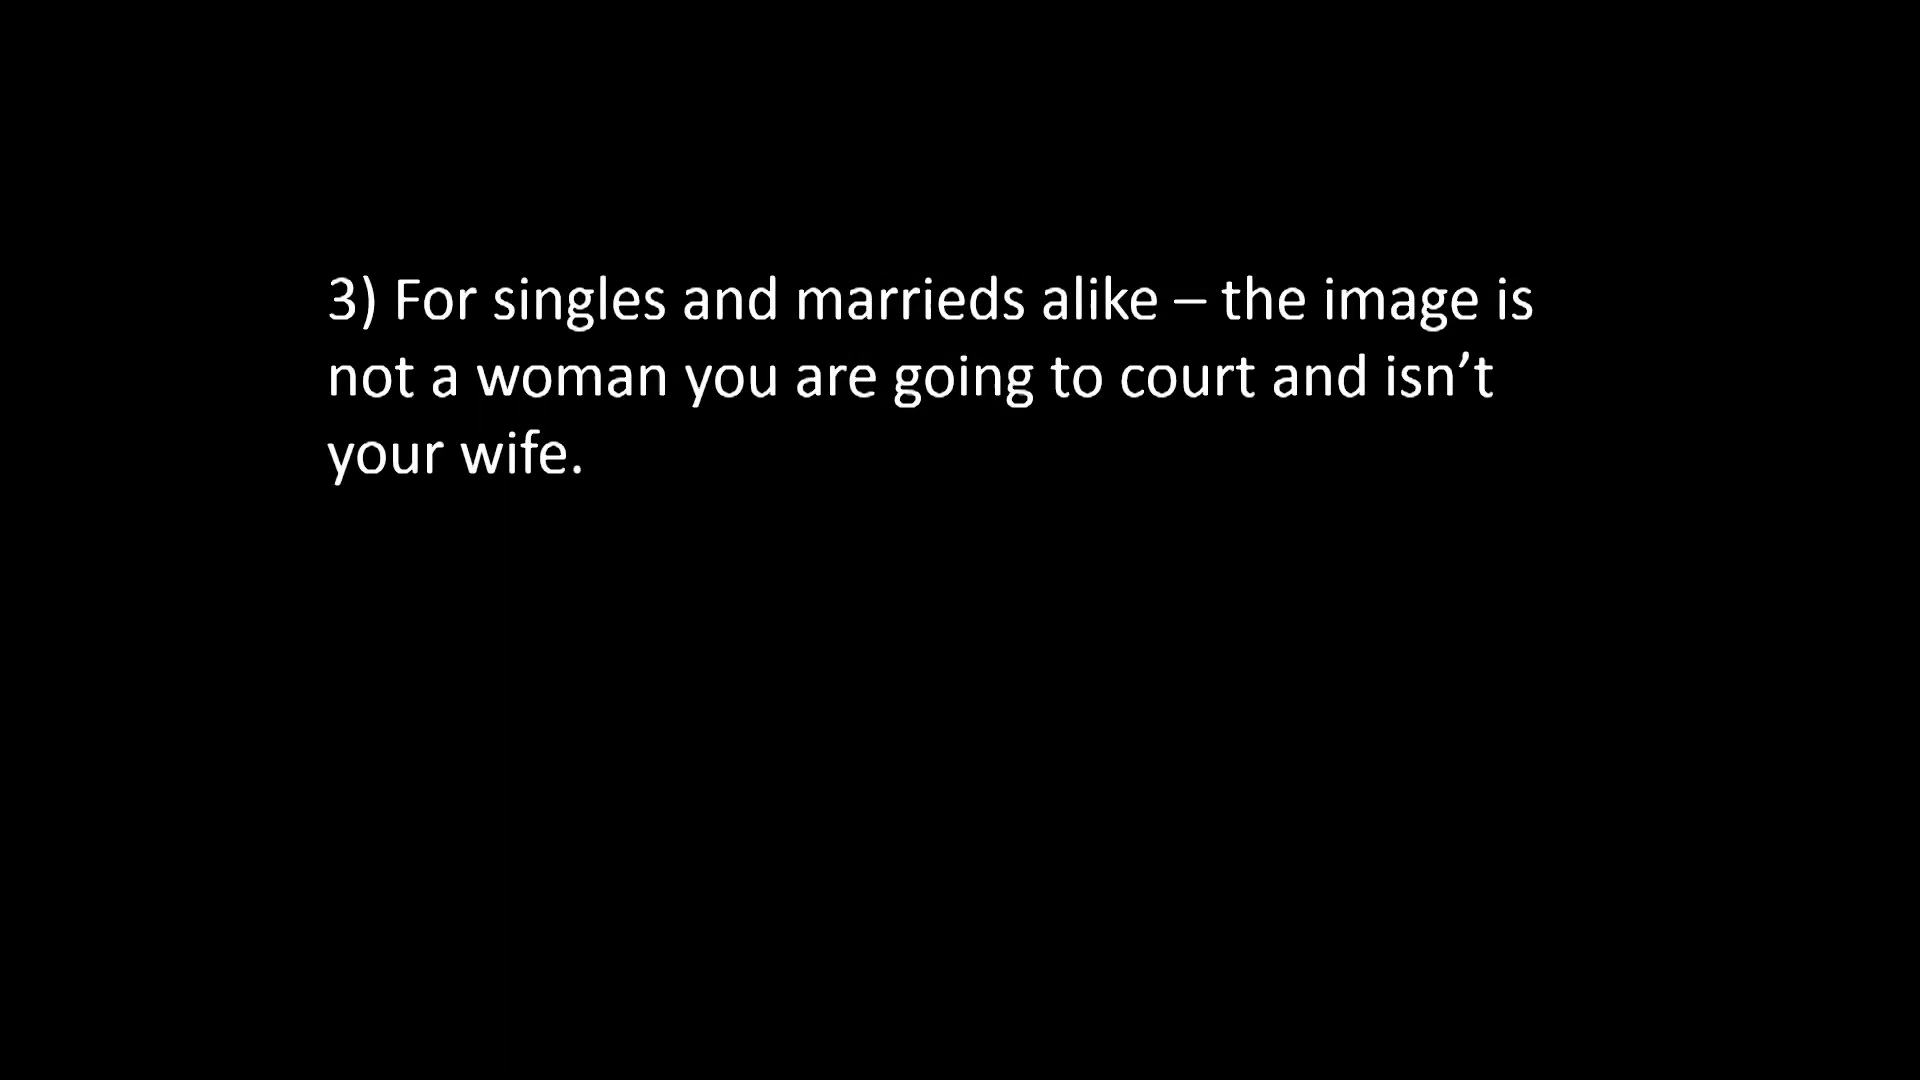 3) For singles and marrieds alike – the image is
not a woman you are going to court and isn’t
your wife.